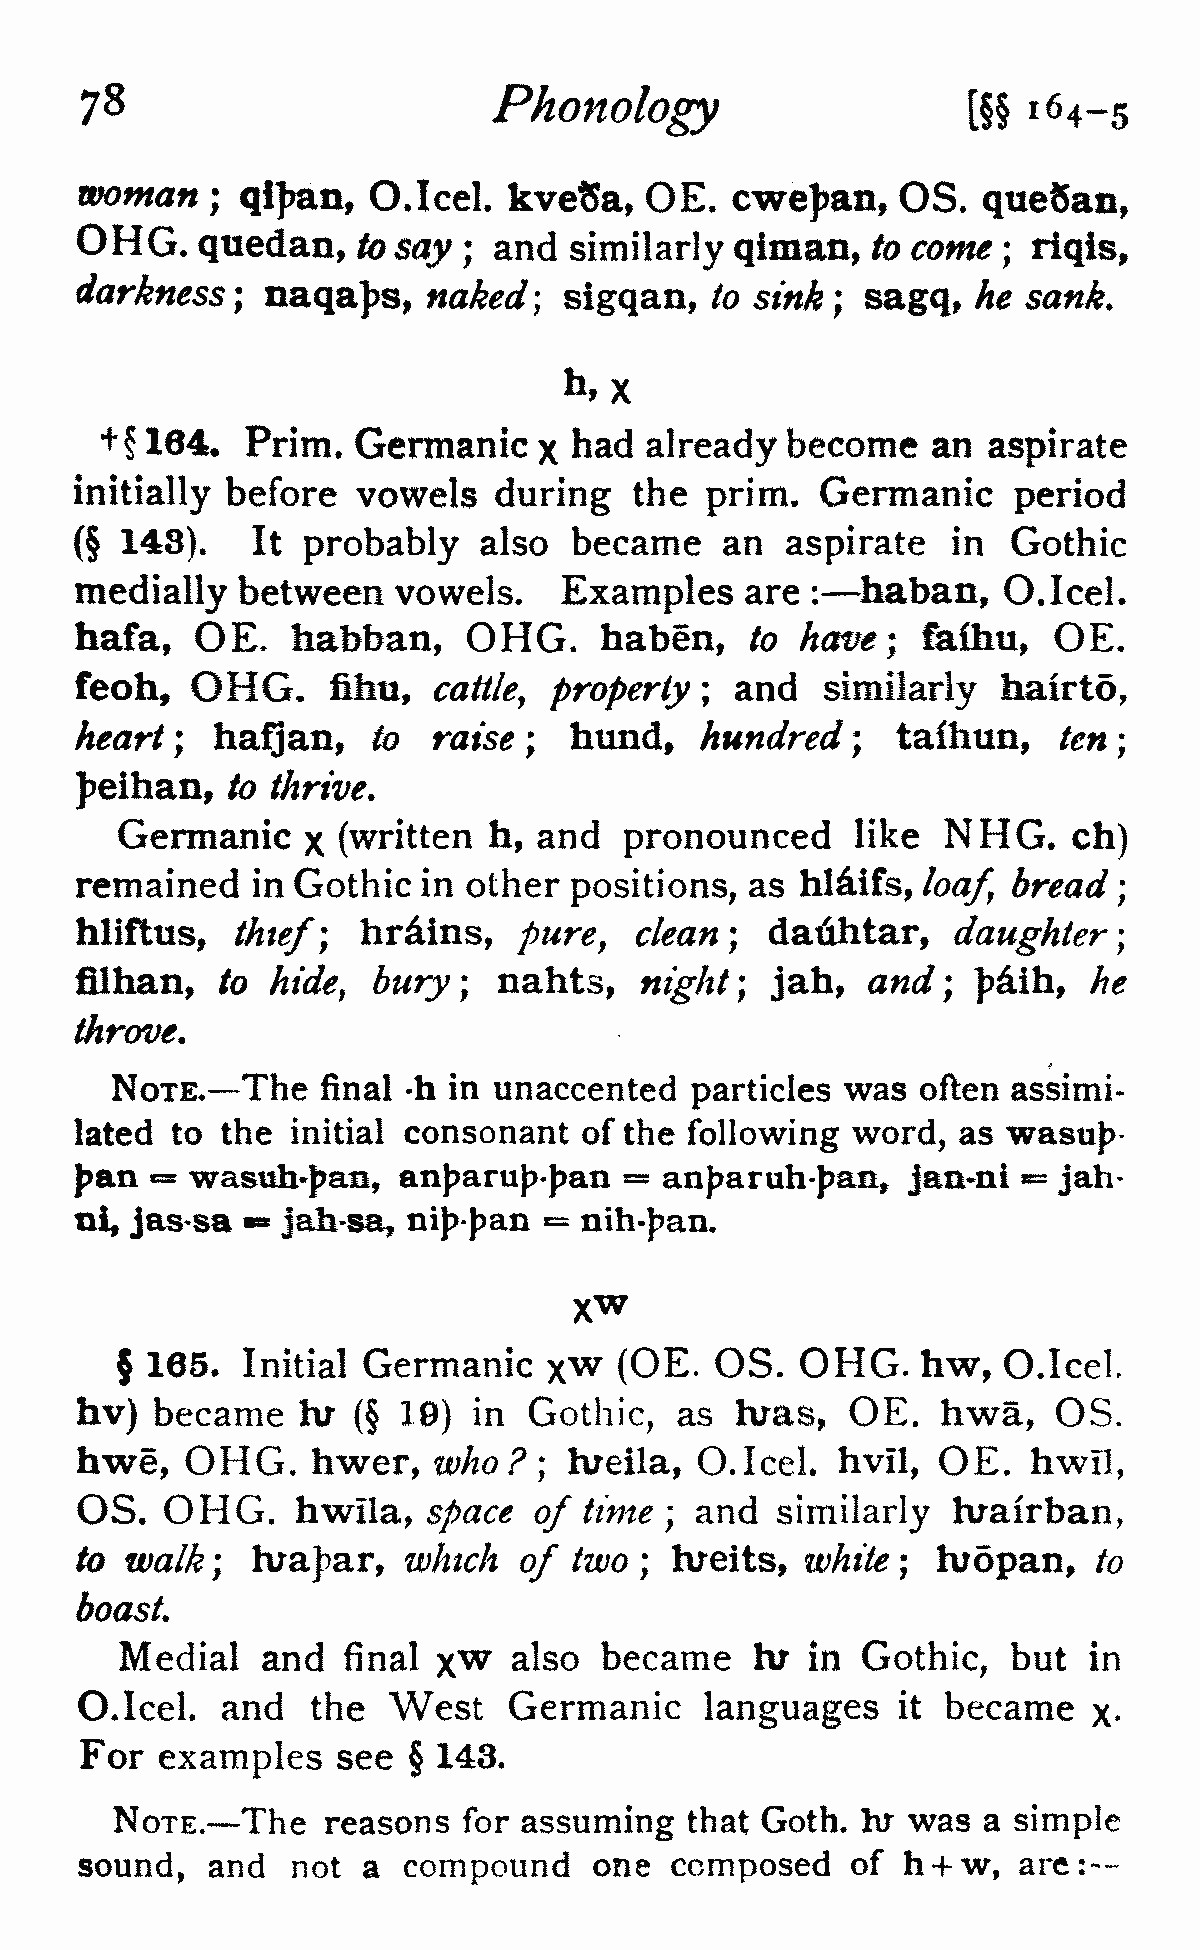 78 Phonology [§§ 164-5
woman ; qiþan, O.Icel. kveða, OE. cweþan, OS. queðan,
OHG. quedan, to say ; and similarly qiman, to come ; riqis,
darkness ; naqaþs, naked ; sigqan, to sink ; sagq, he sank.
h, χ
+§ 164. Prim. Germanic χ had already become an aspirate
initially before vowels during the prim. Germanic period
(§ 143). It probably also became an aspirate in Gothic
medially between vowels. Examples are :—haban, O.Icel.
hafa, OE. habban, OHG. habēn, to have ; faíhu, OE.
feoh, OHG. fihu, cattle, property ; and similarly haírtō,
heart ; hafjan, to raise ; hund, hundred ; taíhun, ten ;
þeihan, to thrive.
Germanic χ (written h, and pronounced like NHG. ch)
remained in Gothic in other positions, as hláifs, loaf, bread ;
hliftus, thief ; hráins, pure, clean ; daúhtar, daughter ;
filhan, to hide, bury ; nahts, night ; jah, and ; þáih, he
throve.
NOTE.—The final -h in unaccented particles was often assimi-
lated to the initial consonant of the following word, as wasuþ-
þan = wasuh-þan, anþaruþ-þan = anþaruh-þan, jan-ni = jah-
ni, jas-sa = jah-sa, niþ-þan = nih-þan.
χw
§ 165. Initial Germanic χw (OE. OS. OHG. hw, O.Icel.
hv) became ƕ (§ 19) in Gothic, as ƕas, OE. hwā, OS.
hwē, OHG. hwer, who ? ; ƕeila, O.Icel. hvīl, OE. hwīl,
OS. OHG. hwīla, space of time ; and similarly ƕaírban,
to walk ; ƕaþar, which of two ; ƕeits, white ; ƕōpan, to
boast.
Medial and final χw also became ƕ in Gothic, but in
O.Icel. and the West Germanic languages it became χ.
For examples see § 143.
NOTE.—The reasons for assuming that Goth. ƕ was a simple
sound, and not a compound one composed of h + w, are :--